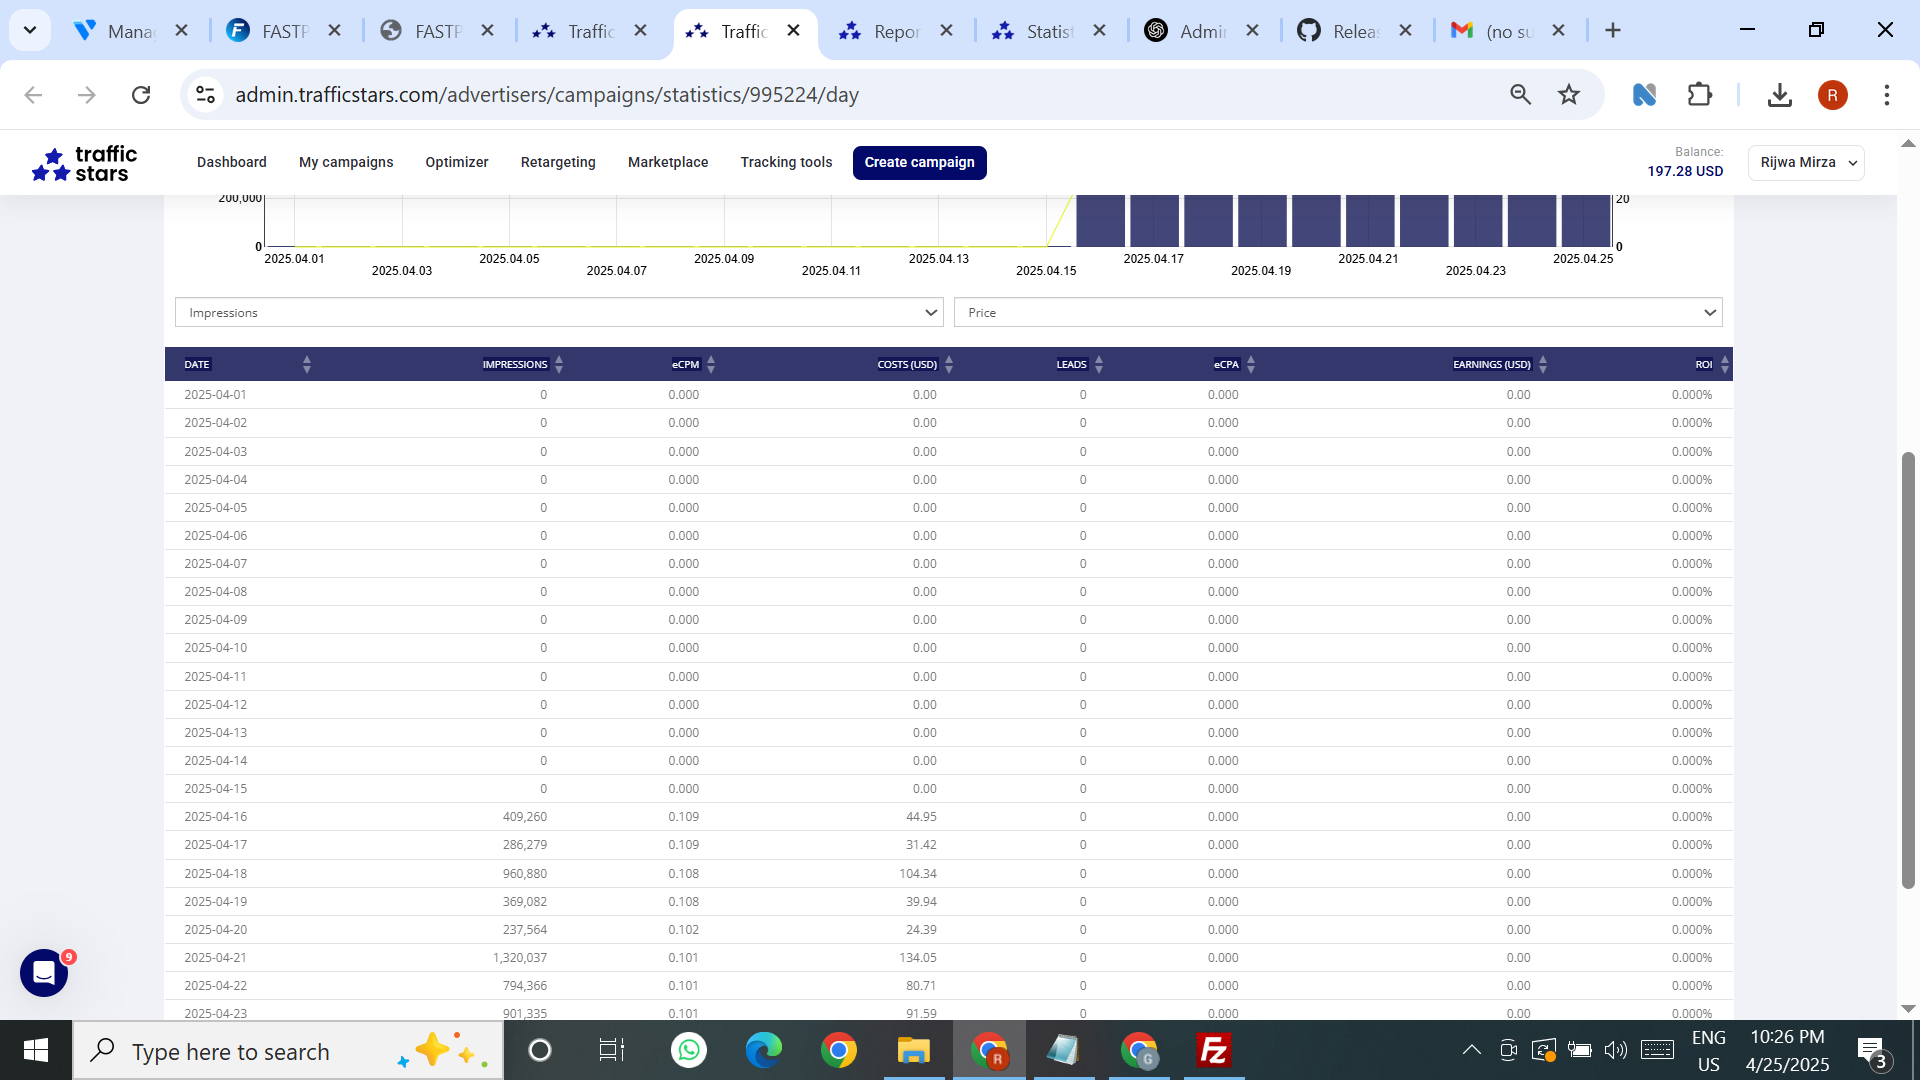 Manag
FASTP
FASTP
Traffic
Traffic
Repor
Statist
Admin
Releas
(no su
admin.trafficstars.com/advertisers/campaigns/statistics/995224/day
R
traffic stars
Dashboard
My campaigns
Optimizer
Retargeting
Marketplace
Tracking tools
Create campaign
Balance:
197.28 USD
Rijwa Mirza
200,000
20
0
0
2025.04.01
2025.04.03
2025.04.05
2025.04.07
2025.04.09
2025.04.11
2025.04.13
2025.04.15
2025.04.17
2025.04.19
2025.04.21
2025.04.23
2025.04.25
Impressions
Price
DATE IMPRESSIONS eCPM COSTS (USD) LEADS eCPA EARNINGS (USD) ROI
2025-04-01 0 0.000 0.00 0 0.000 0.00 0.000%
2025-04-02 0 0.000 0.00 0 0.000 0.00 0.000%
2025-04-03 0 0.000 0.00 0 0.000 0.00 0.000%
2025-04-04 0 0.000 0.00 0 0.000 0.00 0.000%
2025-04-05 0 0.000 0.00 0 0.000 0.00 0.000%
2025-04-06 0 0.000 0.00 0 0.000 0.00 0.000%
2025-04-07 0 0.000 0.00 0 0.000 0.00 0.000%
2025-04-08 0 0.000 0.00 0 0.000 0.00 0.000%
2025-04-09 0 0.000 0.00 0 0.000 0.00 0.000%
2025-04-10 0 0.000 0.00 0 0.000 0.00 0.000%
2025-04-11 0 0.000 0.00 0 0.000 0.00 0.000%
2025-04-12 0 0.000 0.00 0 0.000 0.00 0.000%
2025-04-13 0 0.000 0.00 0 0.000 0.00 0.000%
2025-04-14 0 0.000 0.00 0 0.000 0.00 0.000%
2025-04-15 0 0.000 0.00 0 0.000 0.00 0.000%
2025-04-16 409,260 0.109 44.95 0 0.000 0.00 0.000%
2025-04-17 286,279 0.109 31.42 0 0.000 0.00 0.000%
2025-04-18 960,880 0.108 104.34 0 0.000 0.00 0.000%
2025-04-19 369,082 0.108 39.94 0 0.000 0.00 0.000%
2025-04-20 237,564 0.102 24.39 0 0.000 0.00 0.000%
2025-04-21 1,320,037 0.101 134.05 0 0.000 0.00 0.000%
2025-04-22 794,366 0.101 80.71 0 0.000 0.00 0.000%
2025-04-23 901,335 0.101 91.59 0 0.000 0.00 0.000%
9
Type here to search
R
G
ENG
US
10:26 PM
4/25/2025
3